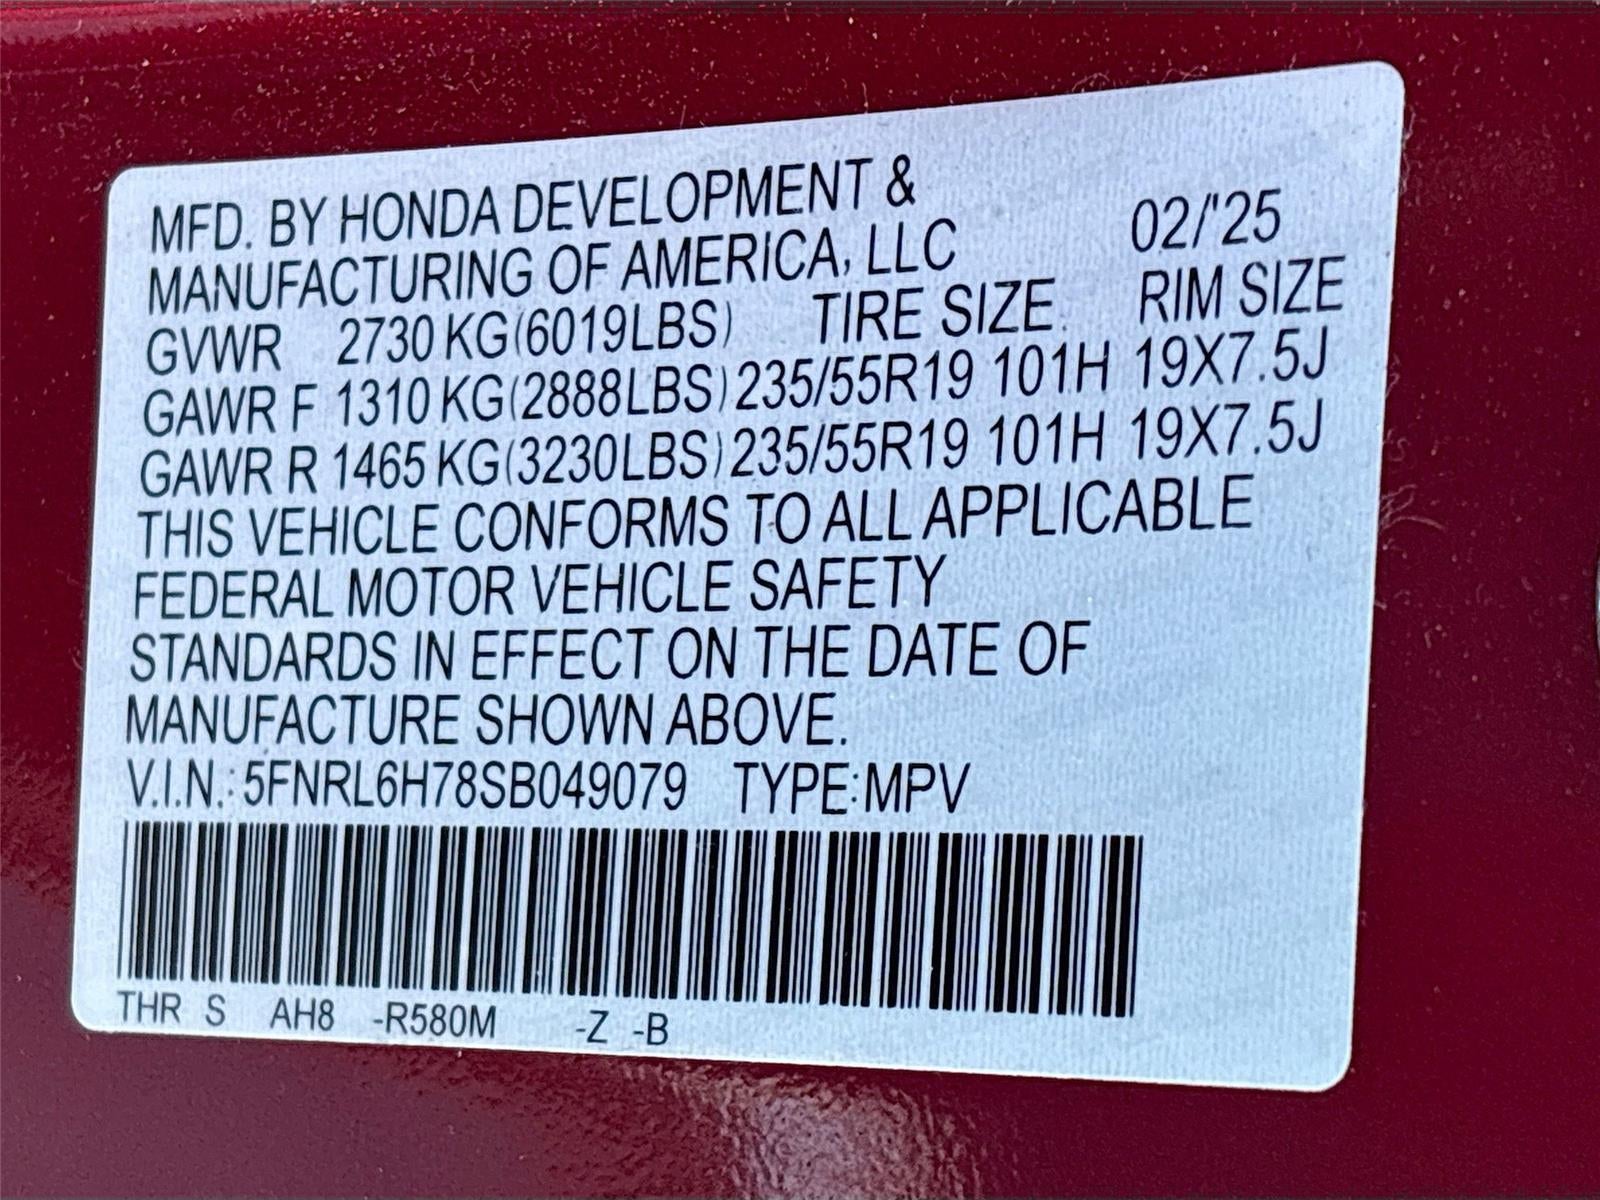 MFD. BY HONDA DEVELOPMENT &
MANUFACTURING OF AMERICA, LLC 02/'25
GVWR 2730 KG(6019LBS) TIRE SIZE RIM SIZE
GAWR F 1310 KG(2888LBS) 235/55R19 101H 19X7.5J
GAWR R 1465 KG(3230LBS) 235/55R19 101H 19X7.5J
THIS VEHICLE CONFORMS TO ALL APPLICABLE
FEDERAL MOTOR VEHICLE SAFETY
STANDARDS IN EFFECT ON THE DATE OF
MANUFACTURE SHOWN ABOVE.
V.I.N.: 5FNRL6H78SB049079 TYPE:MPV
THR S AH8 -R580M -Z -B